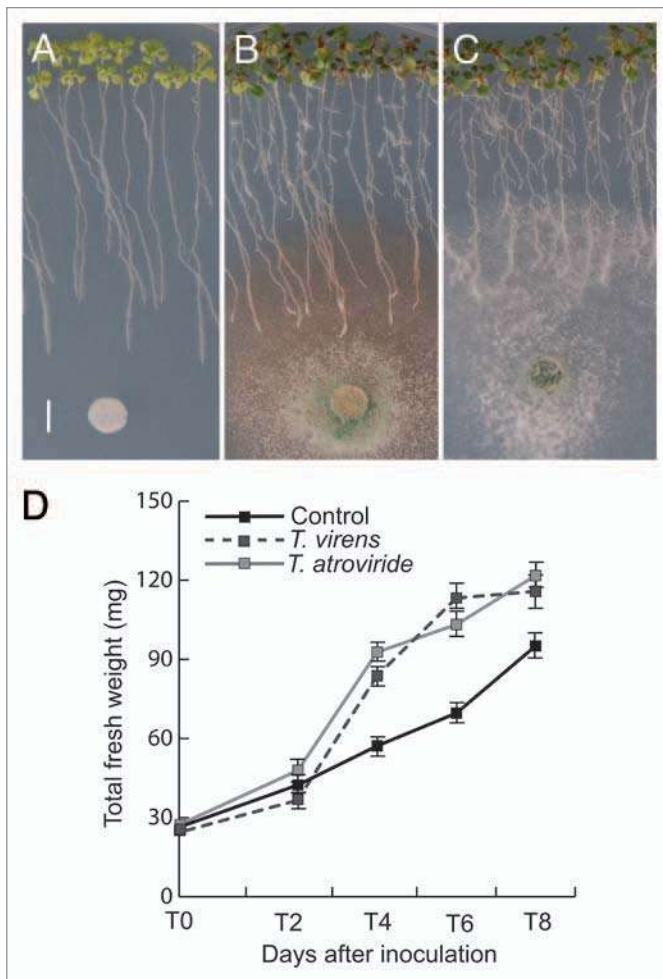 A B C
D
150
120
90
60
30
0
Total fresh weight (mg)
Control
T. virens
T. atroviride
T0 T2 T4 T6 T8
Days after inoculation